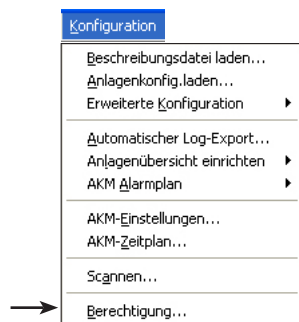 Konfiguration
Beschreibungsdatei laden...
Anlagenkonfig.laden...
Erweiterte Konfiguration
Automatischer Log-Export...
Anlagenübersicht einrichten
AKM Alarmplan
AKM-Einstellungen...
AKM-Zeitplan...
Scannen...
Berechtigung...